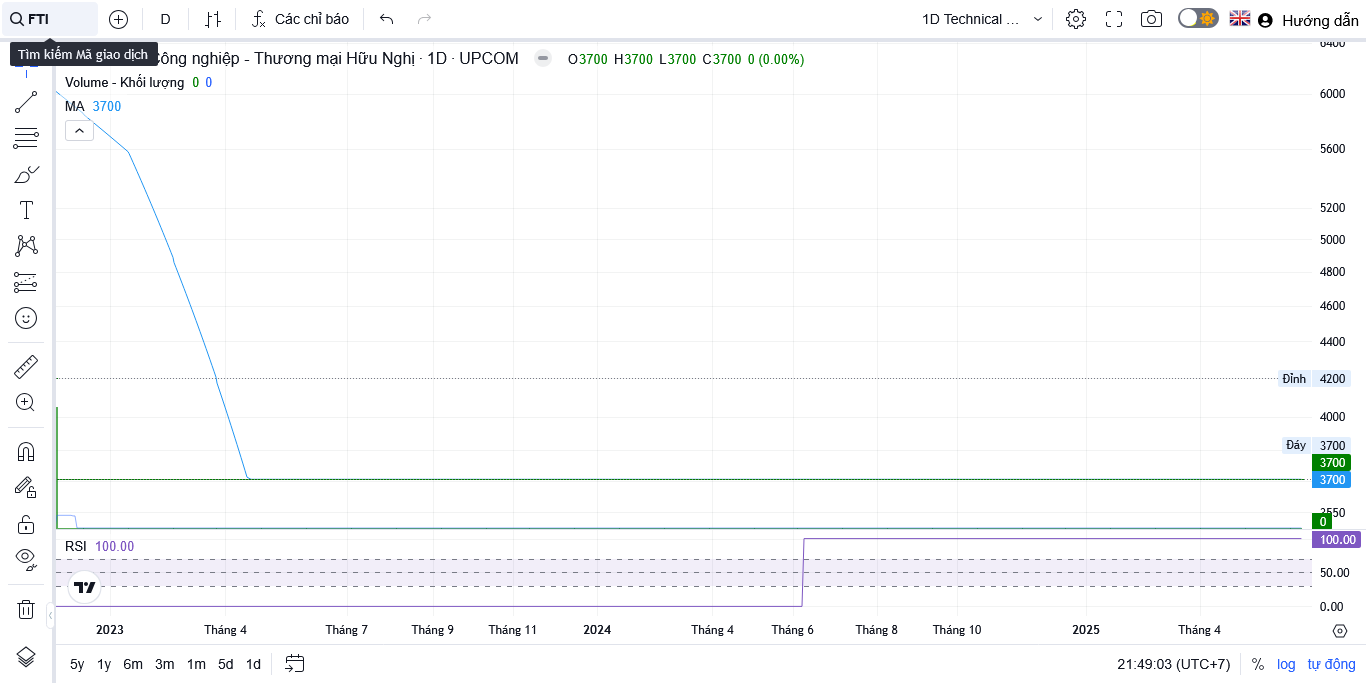 FTI
D
Các chỉ báo
1D Technical ...
Hướng dẫn
Tìm kiếm Mã giao dịch
Công nghiệp - Thương mại Hữu Nghị · 1D · UPCOM
O3700 H3700 L3700 C3700 0 (0.00%)
Volume - Khối lượng 0 0
MA 3700
6400
6000
5600
5200
5000
4800
4600
4400
Đỉnh 4200
4000
Đáy 3700
3700
3700
3550
0
RSI 100.00
100.00
50.00
0.00
2023 Tháng 4 Tháng 7 Tháng 9 Tháng 11 2024 Tháng 4 Tháng 6 Tháng 8 Tháng 10 2025 Tháng 4
5y 1y 6m 3m 1m 5d 1d
21:49:03 (UTC+7) % log tự động